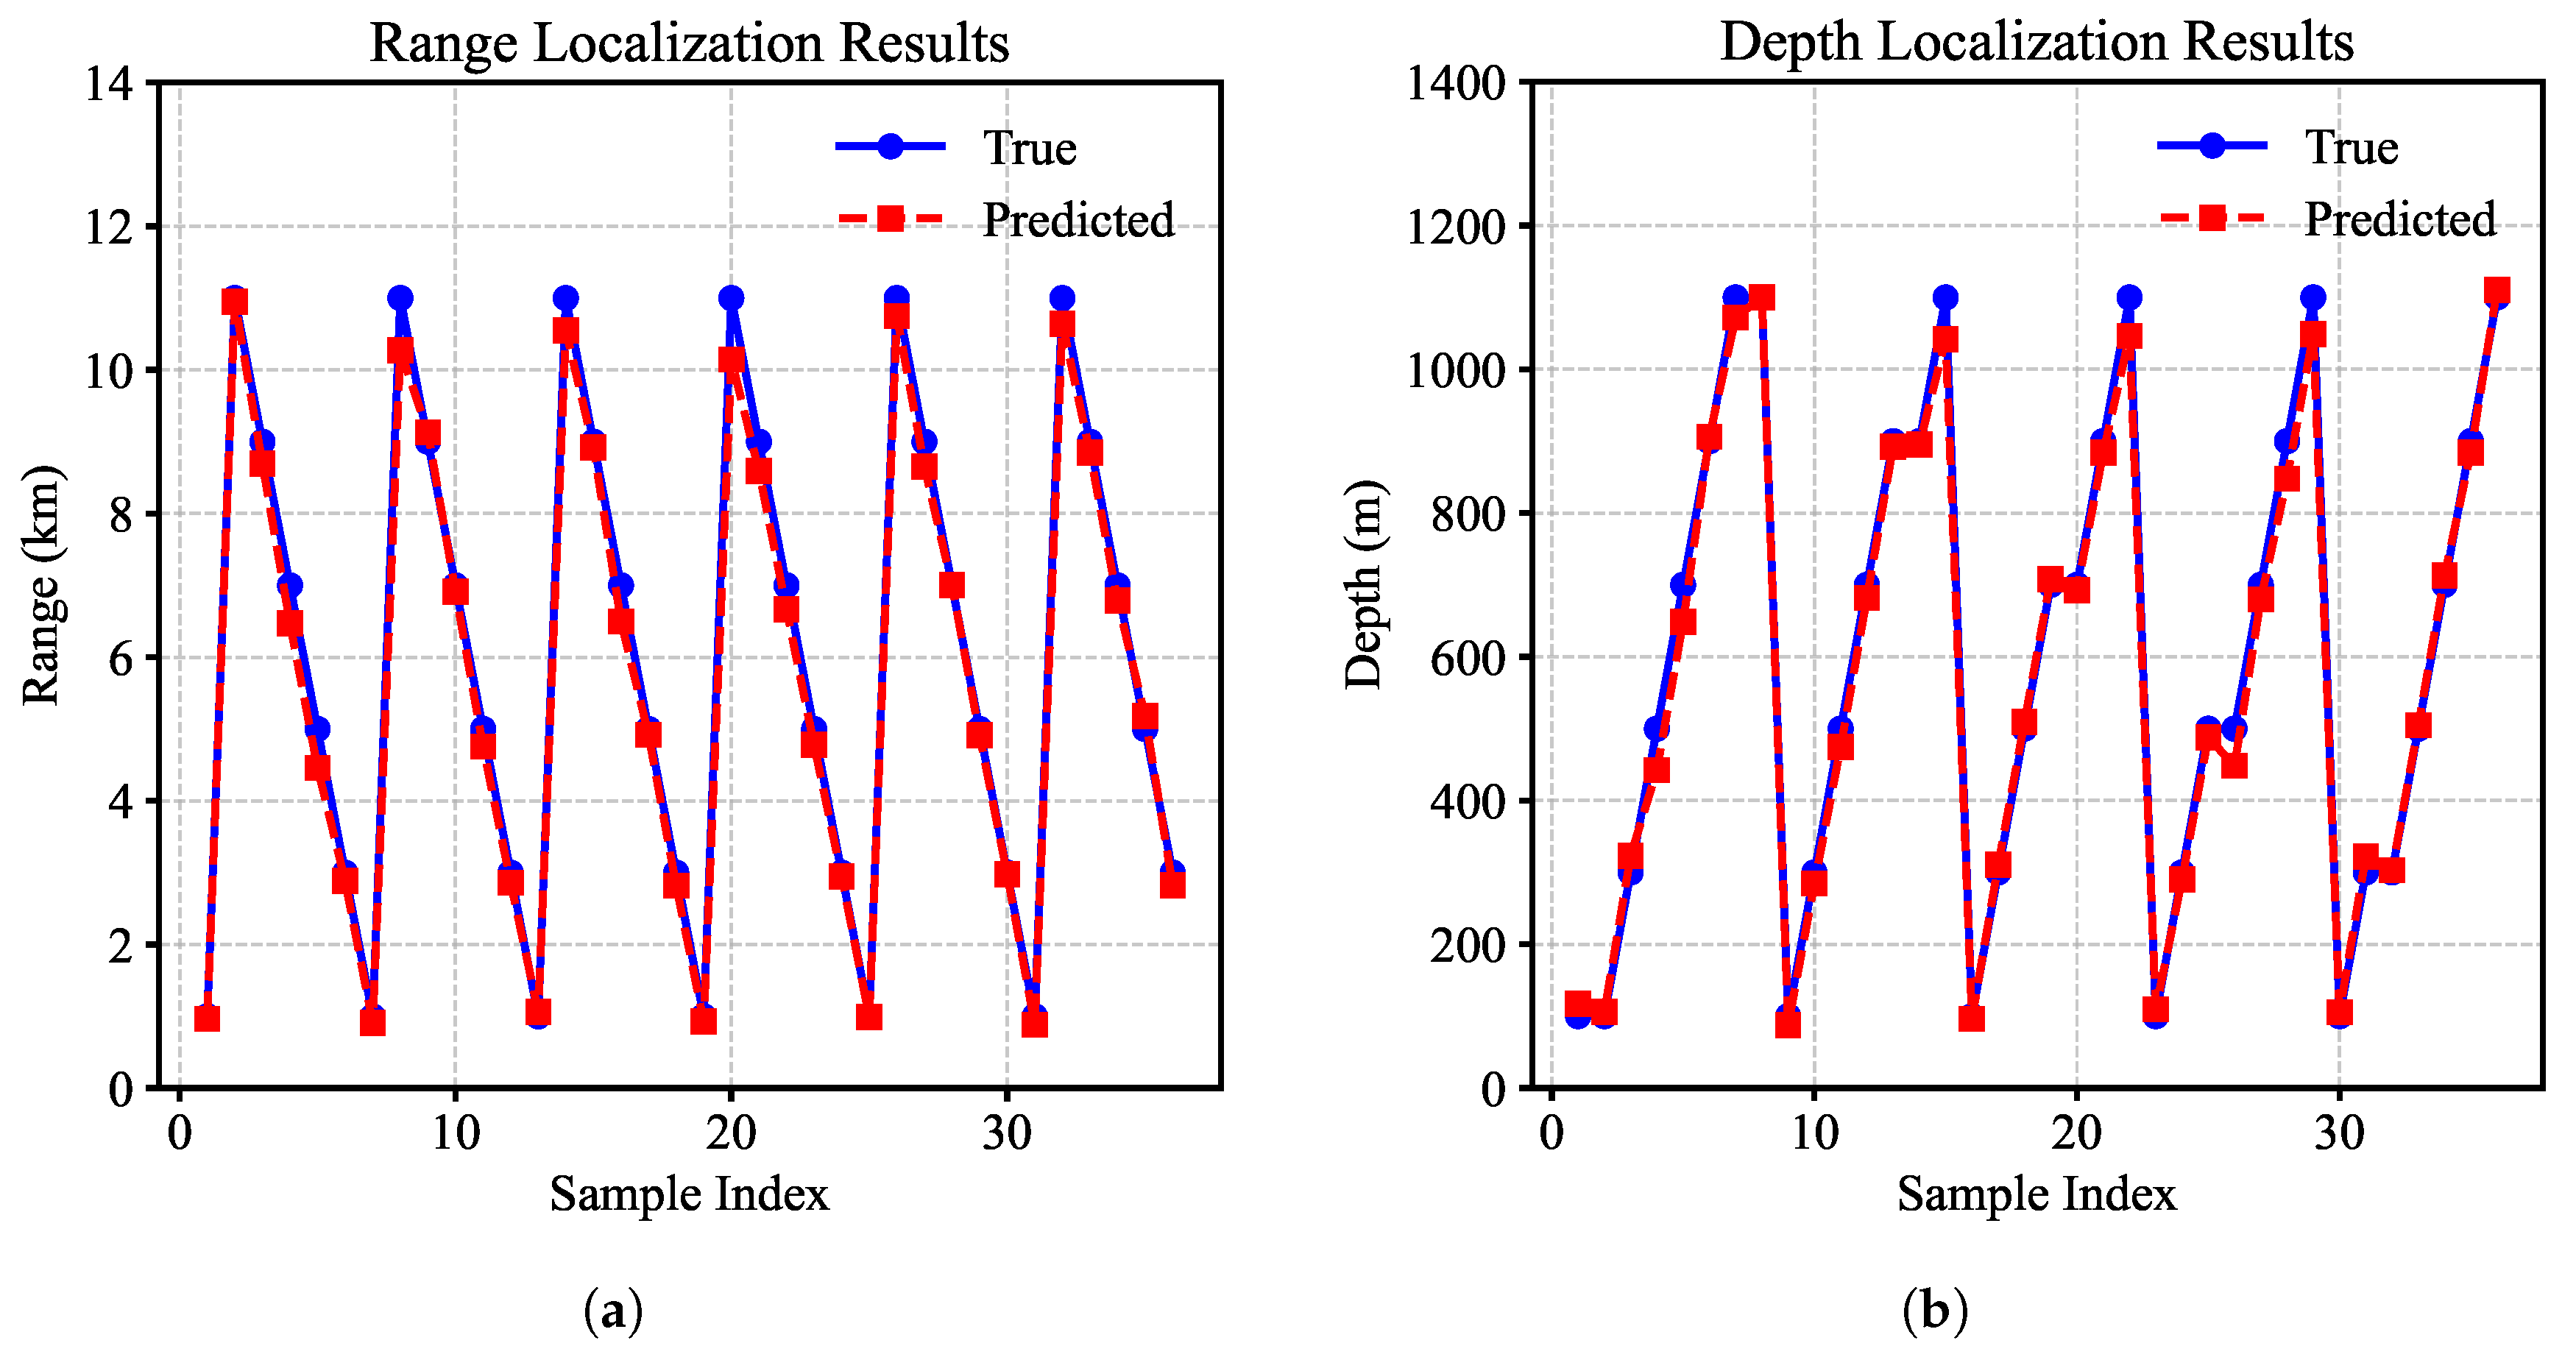 Range Localization Results
14
12
10
8
6
4
2
0
Range (km)
True
Predicted
0 10 20 30
Sample Index
(a)
Depth Localization Results
1400
1200
1000
800
600
400
200
0
Depth (m)
True
Predicted
0 10 20 30
Sample Index
(b)